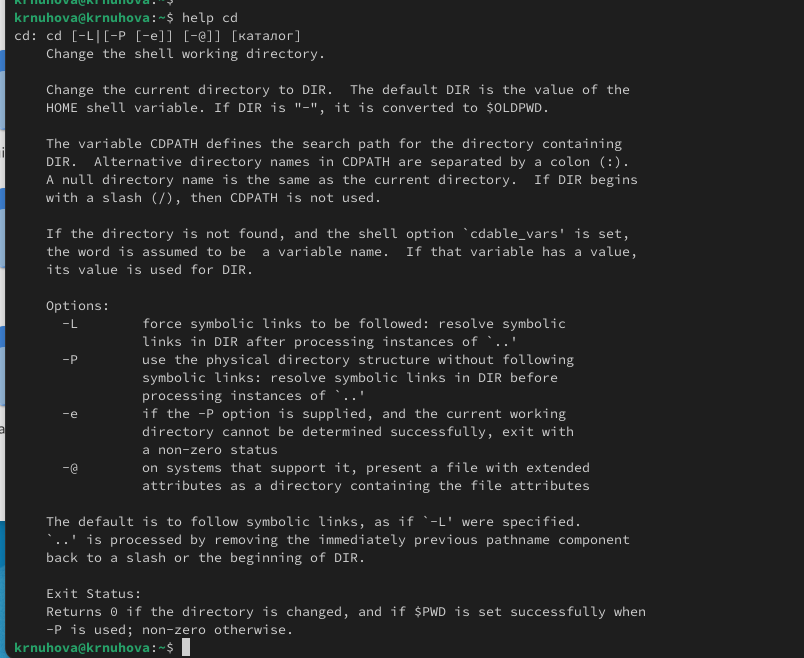 krnuhova@krnuhova:~$
krnuhova@krnuhova:~$ help cd
cd: cd [-L|[-P [-e]] [-@]] [каталог]
    Change the shell working directory.

    Change the current directory to DIR.  The default DIR is the value of the
    HOME shell variable. If DIR is "-", it is converted to $OLDPWD.

    The variable CDPATH defines the search path for the directory containing
    DIR.  Alternative directory names in CDPATH are separated by a colon (:).
    A null directory name is the same as the current directory.  If DIR begins
    with a slash (/), then CDPATH is not used.

    If the directory is not found, and the shell option `cdable_vars' is set,
    the word is assumed to be  a variable name.  If that variable has a value,
    its value is used for DIR.

    Options:
      -L        force symbolic links to be followed: resolve symbolic
                links in DIR after processing instances of `..'
      -P        use the physical directory structure without following
                symbolic links: resolve symbolic links in DIR before
                processing instances of `..'
      -e        if the -P option is supplied, and the current working
                directory cannot be determined successfully, exit with
                a non-zero status
      -@        on systems that support it, present a file with extended
                attributes as a directory containing the file attributes

    The default is to follow symbolic links, as if `-L' were specified.
    `..' is processed by removing the immediately previous pathname component
    back to a slash or the beginning of DIR.

    Exit Status:
    Returns 0 if the directory is changed, and if $PWD is set successfully when
    -P is used; non-zero otherwise.
krnuhova@krnuhova:~$